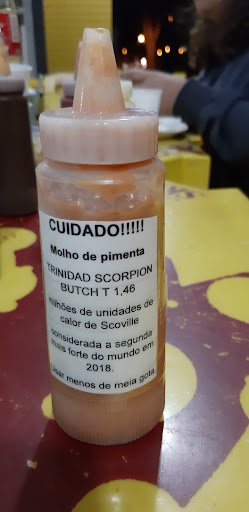 CUIDADO!!!!!
Molho de pimenta
TRINIDAD SCORPION
BUTCH T 1,46
milhões de unidades de
calor de Scoville
considerada a segunda
mais forte do mundo em
2018.
Usar menos de meia gota.